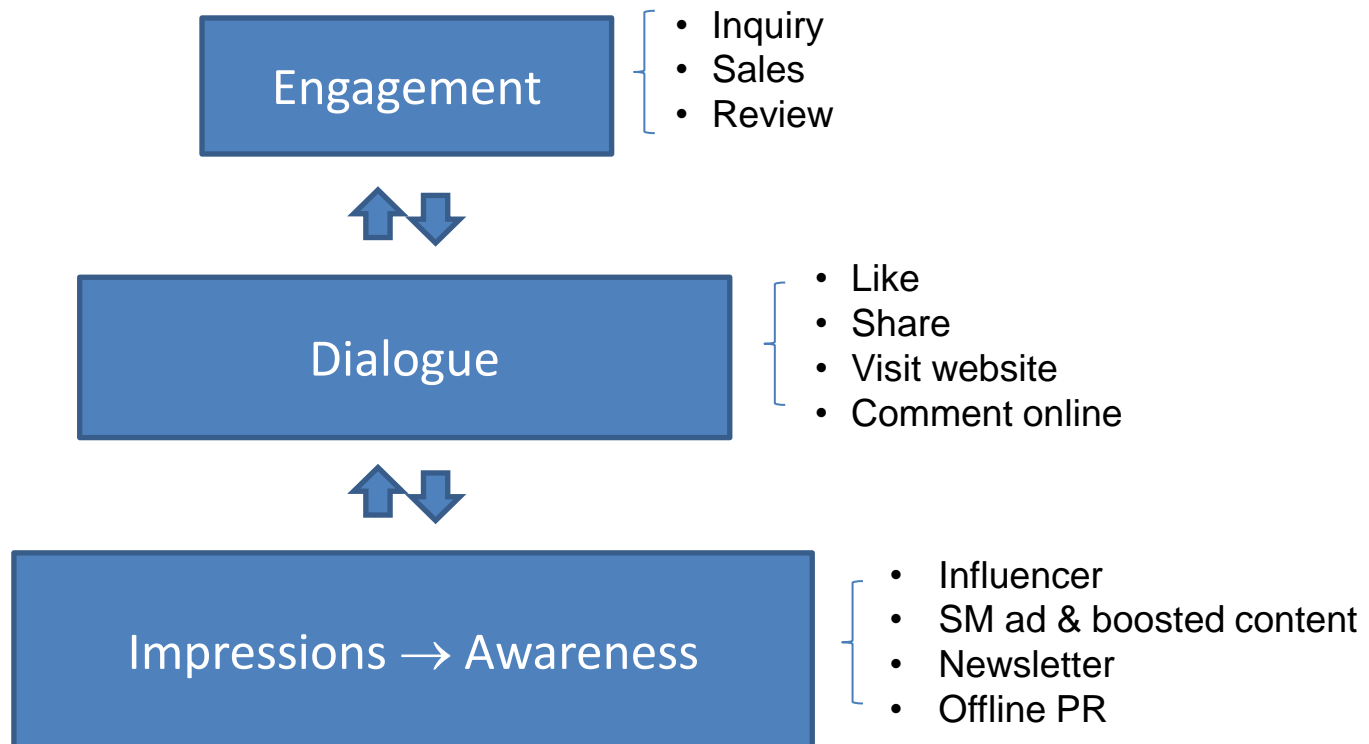 Engagement
• Inquiry
• Sales
• Review
Dialogue
• Like
• Share
• Visit website
• Comment online
Impressions → Awareness
• Influencer
• SM ad & boosted content
• Newsletter
• Offline PR